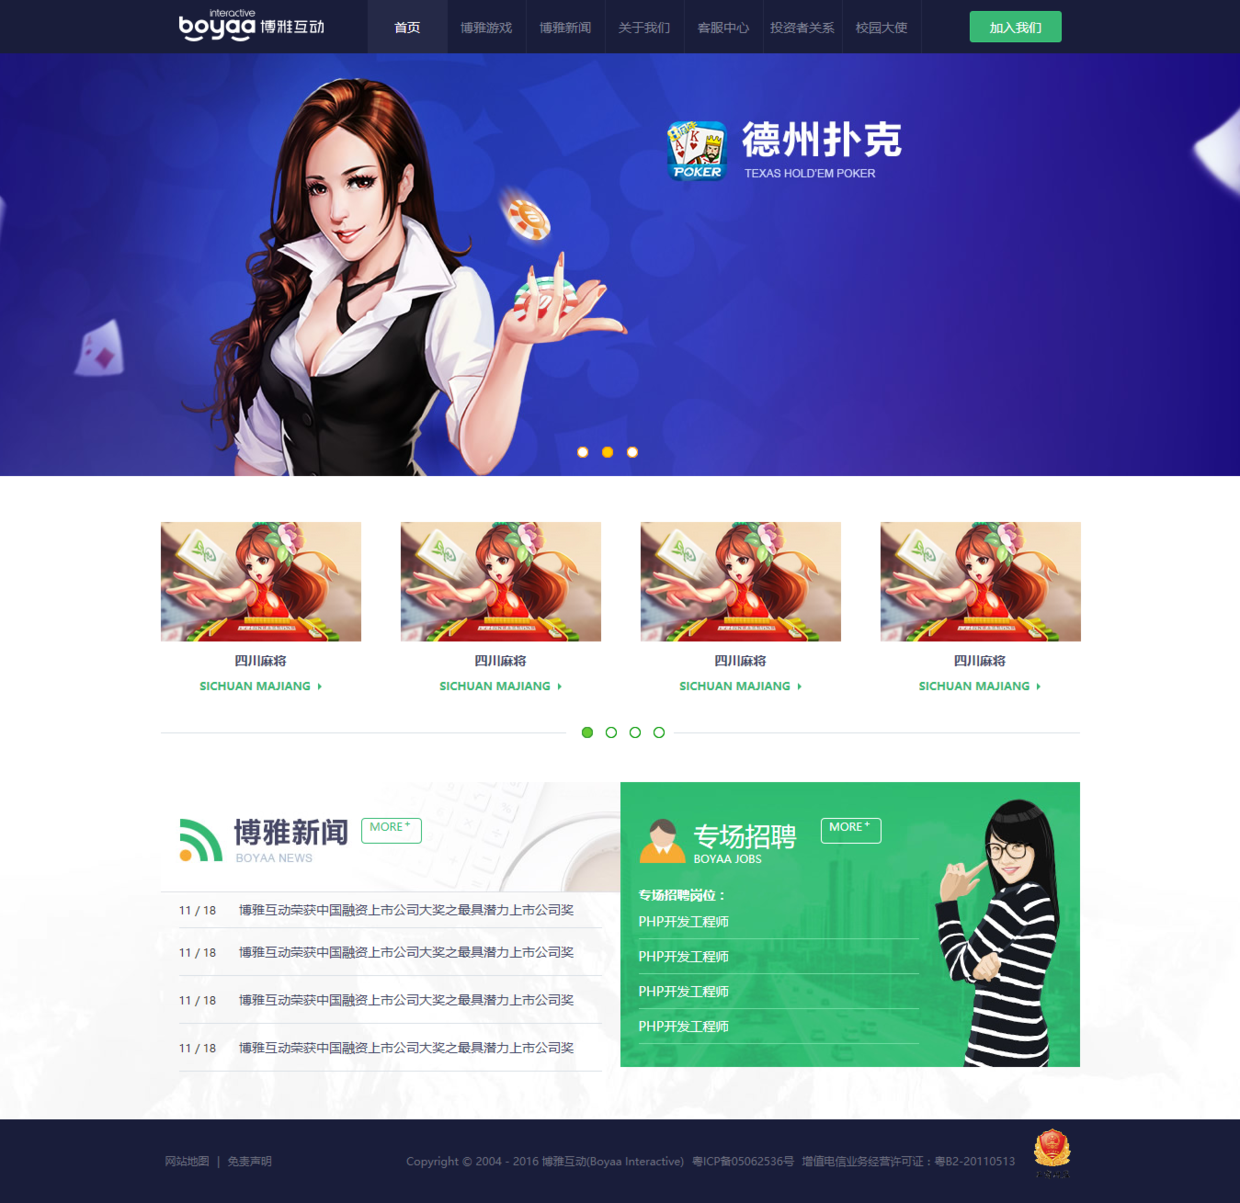 interactive
boyaa 博雅互动
首页
博雅游戏
博雅新闻
关于我们
客服中心
投资者关系
校园大使
加入我们
POKER
德州扑克
TEXAS HOLD'EM POKER
四川麻将
SICHUAN MAJIANG
四川麻将
SICHUAN MAJIANG
四川麻将
SICHUAN MAJIANG
四川麻将
SICHUAN MAJIANG
博雅新闻
MORE+
BOYAA NEWS
11 / 18 博雅互动荣获中国融资上市公司大奖之最具潜力上市公司奖
11 / 18 博雅互动荣获中国融资上市公司大奖之最具潜力上市公司奖
11 / 18 博雅互动荣获中国融资上市公司大奖之最具潜力上市公司奖
11 / 18 博雅互动荣获中国融资上市公司大奖之最具潜力上市公司奖
专场招聘
MORE+
BOYAA JOBS
专场招聘岗位：
PHP开发工程师
PHP开发工程师
PHP开发工程师
PHP开发工程师
网站地图 | 免责声明
Copyright © 2004 - 2016 博雅互动(Boyaa Interactive) 粤ICP备05062536号 增值电信业务经营许可证：粤B2-20110513